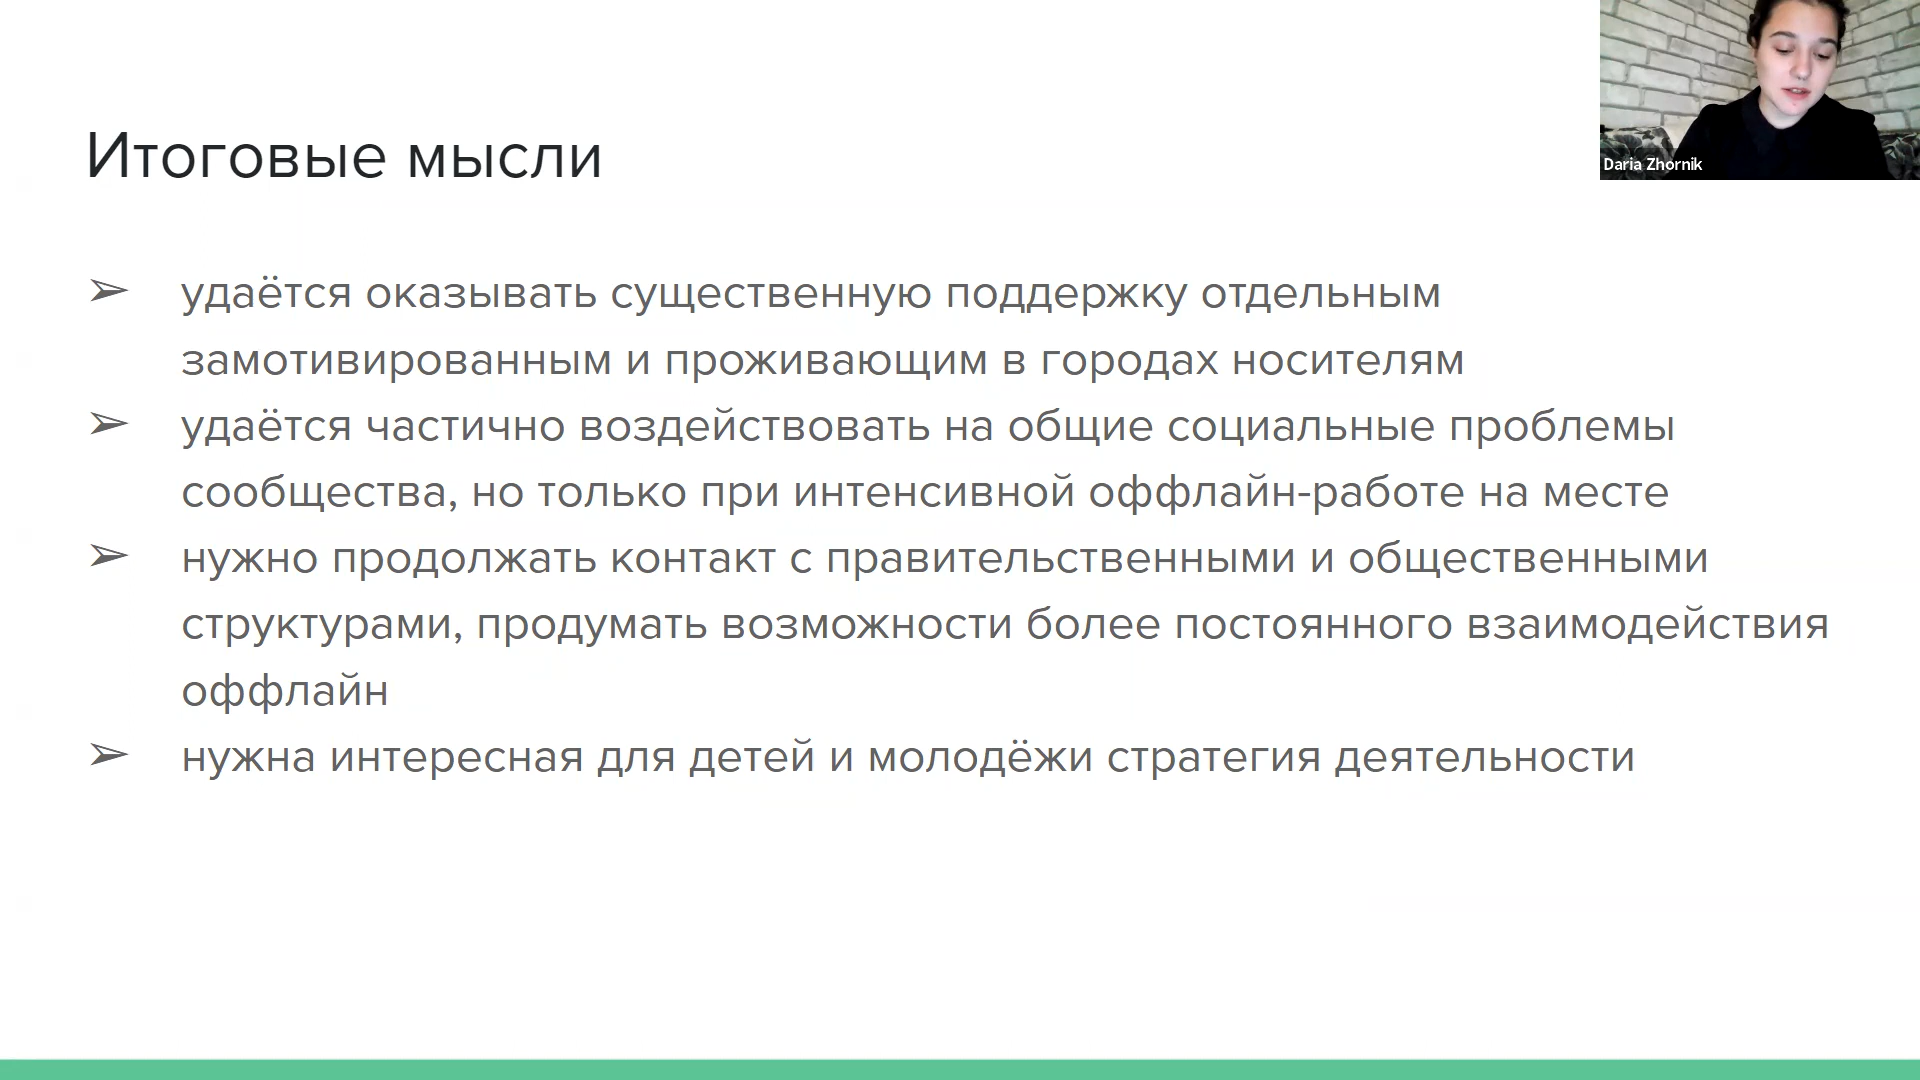 Daria Zhornik
Итоговые мысли
➢ удаётся оказывать существенную поддержку отдельным
замотивированным и проживающим в городах носителям
➢ удаётся частично воздействовать на общие социальные проблемы
сообщества, но только при интенсивной оффлайн-работе на месте
➢ нужно продолжать контакт с правительственными и общественными
структурами, продумать возможности более постоянного взаимодействия
оффлайн
➢ нужна интересная для детей и молодёжи стратегия деятельности